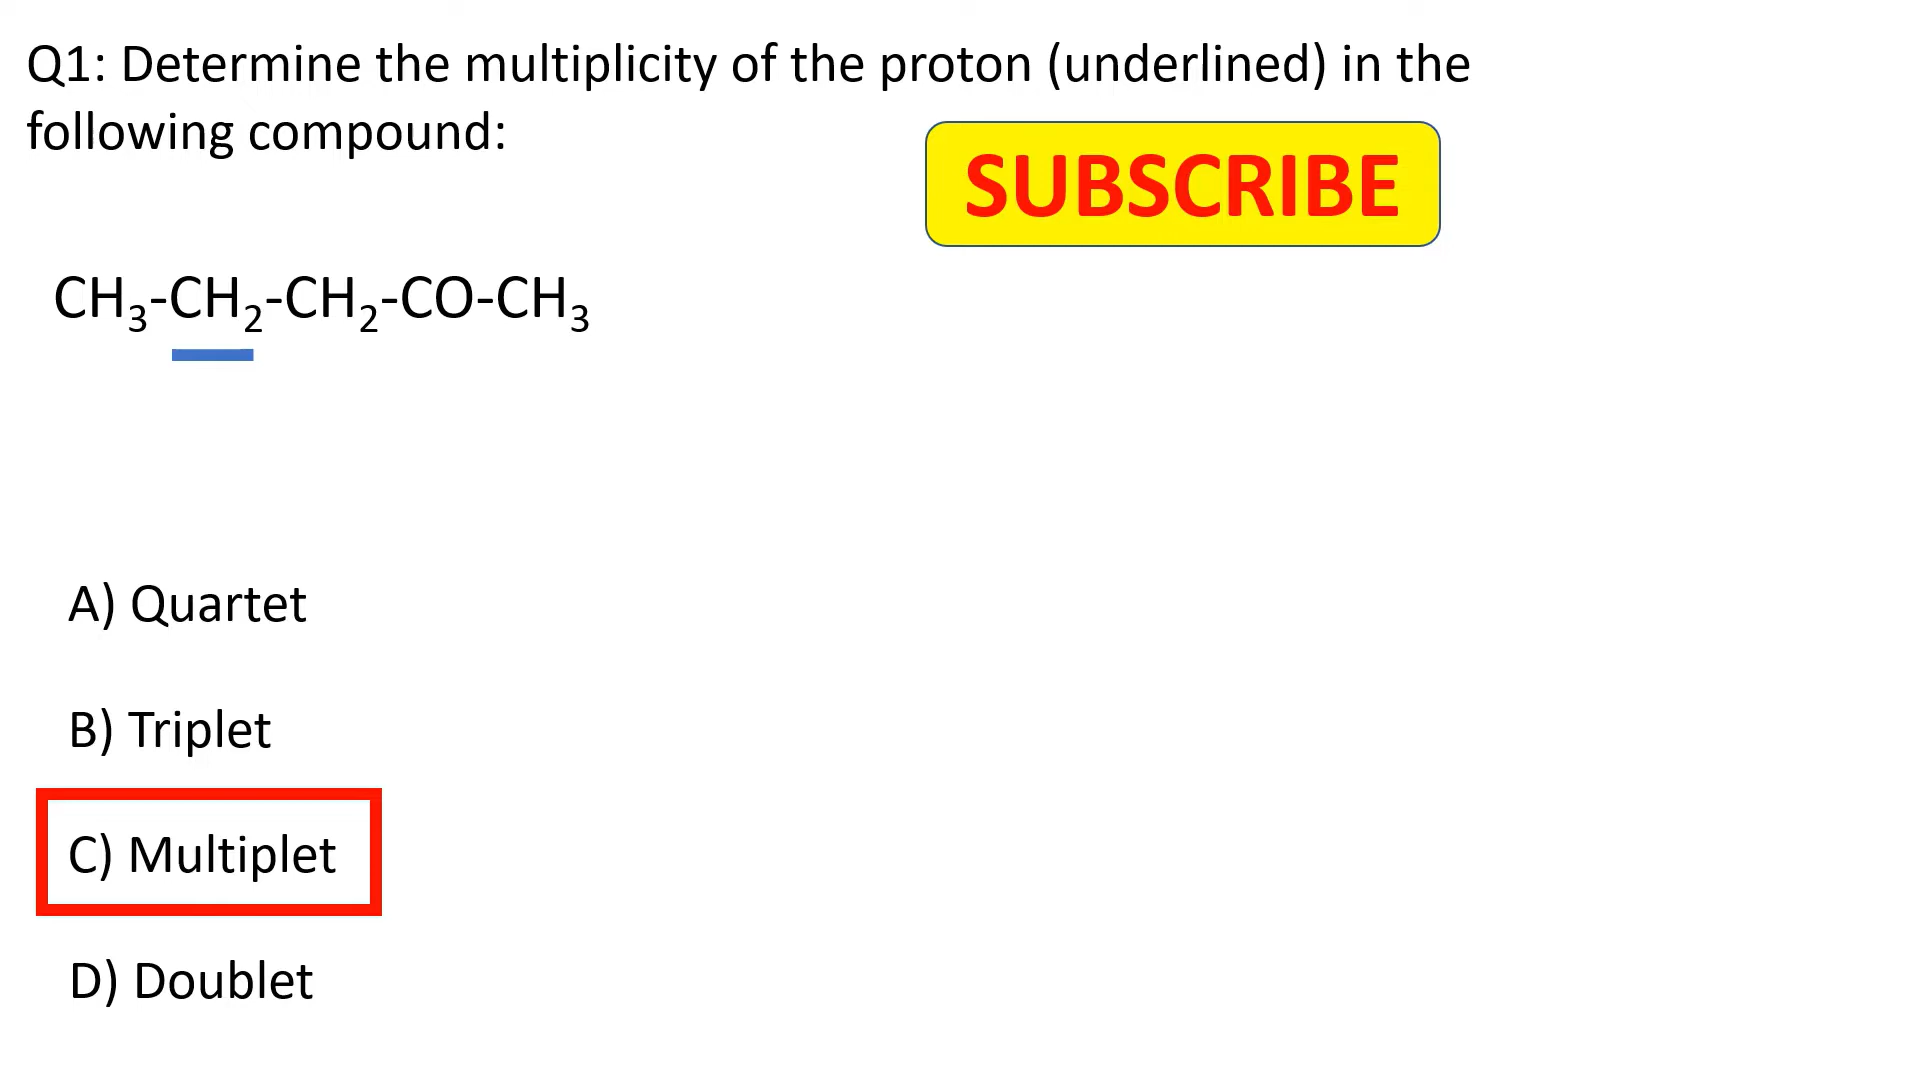 Q1: Determine the multiplicity of the proton (underlined) in the
following compound:
SUBSCRIBE
CH₃-CH₂-CH₂-CO-CH₃
A) Quartet
B) Triplet
C) Multiplet
D) Doublet